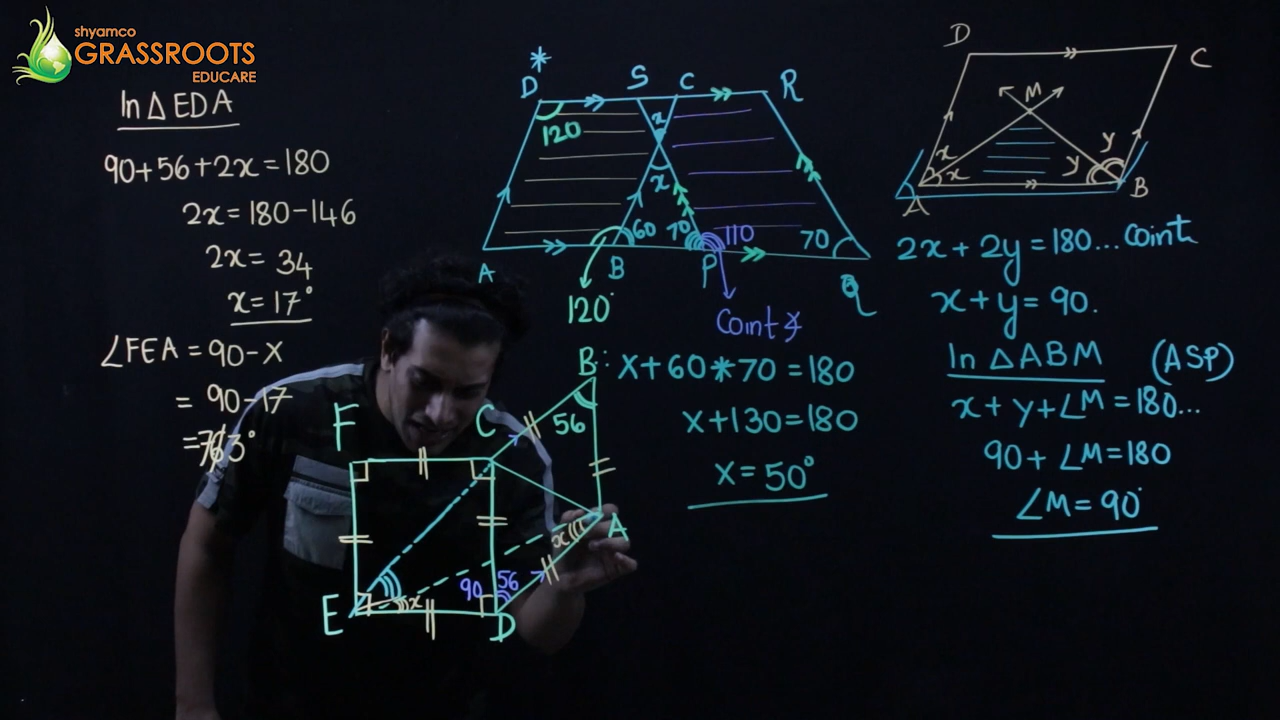 shyamco
GRASSROOTS
EDUCARE
In △ EDA
90+56+2x=180
2x=180-146
2x=34
x=17°
∠FEA=90-X
=90-17
D
*
S
C
R
120
x
x
60
70
110
70
A
B
P
Q
120°
Coint ∡
X+60*70=180
X+130=180
X=50°
F
C
B
56
x
A
E
x
90
56
D
D
C
M
x
x
y
y
A
B
2x+2y=180...Coint
x+y=90.
In △ ABM (ASP)
x+y+∠M=180...
90+∠M=180
∠M=90°